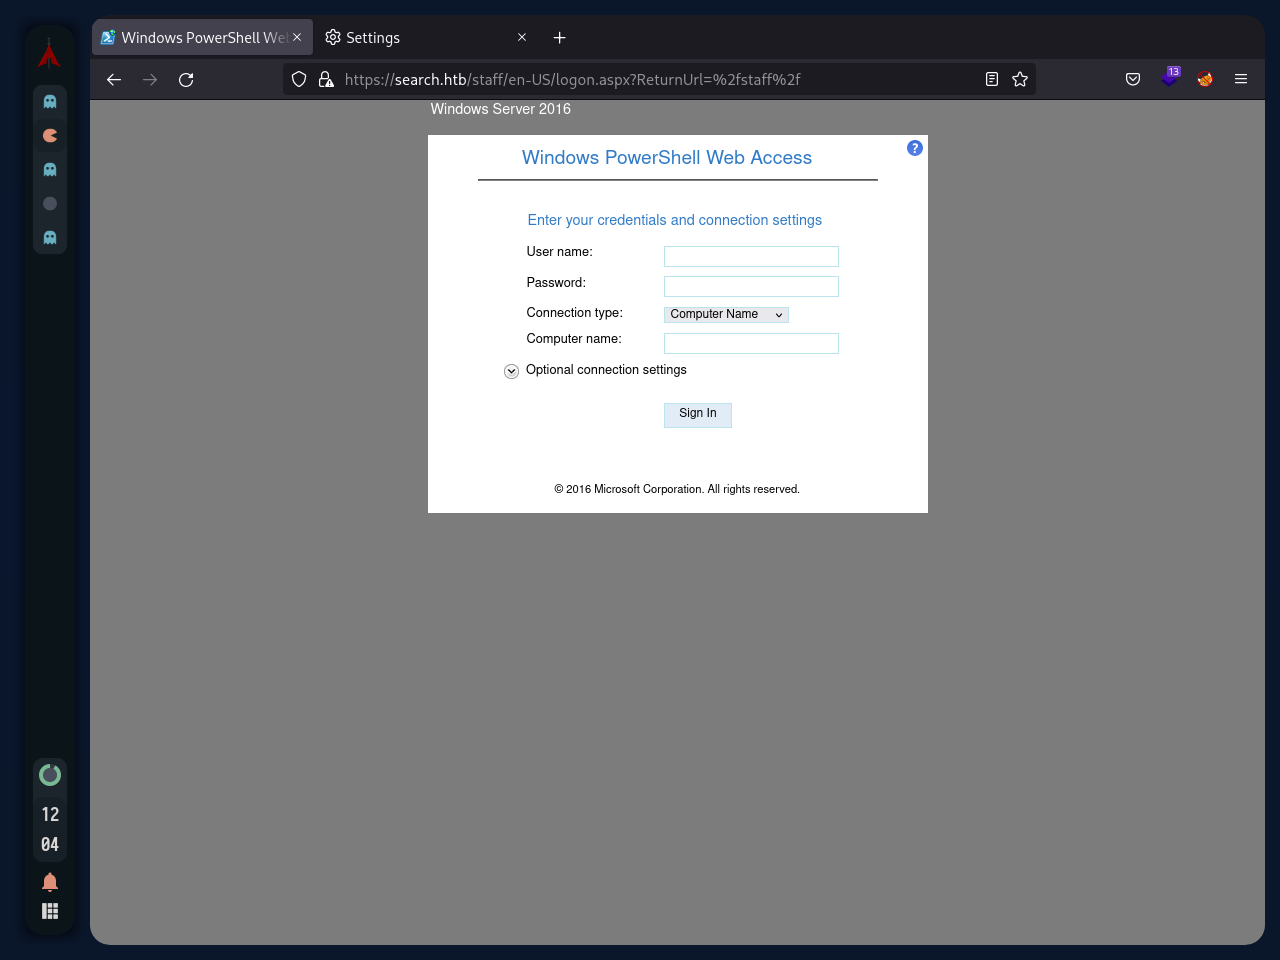 Windows PowerShell We
Settings
https://search.htb/staff/en-US/logon.aspx?ReturnUrl=%2fstaff%2f
13
Windows Server 2016
Windows PowerShell Web Access
?
Enter your credentials and connection settings
User name:
Password:
Connection type:
Computer Name
Computer name:
Optional connection settings
Sign In
© 2016 Microsoft Corporation. All rights reserved.
12
04